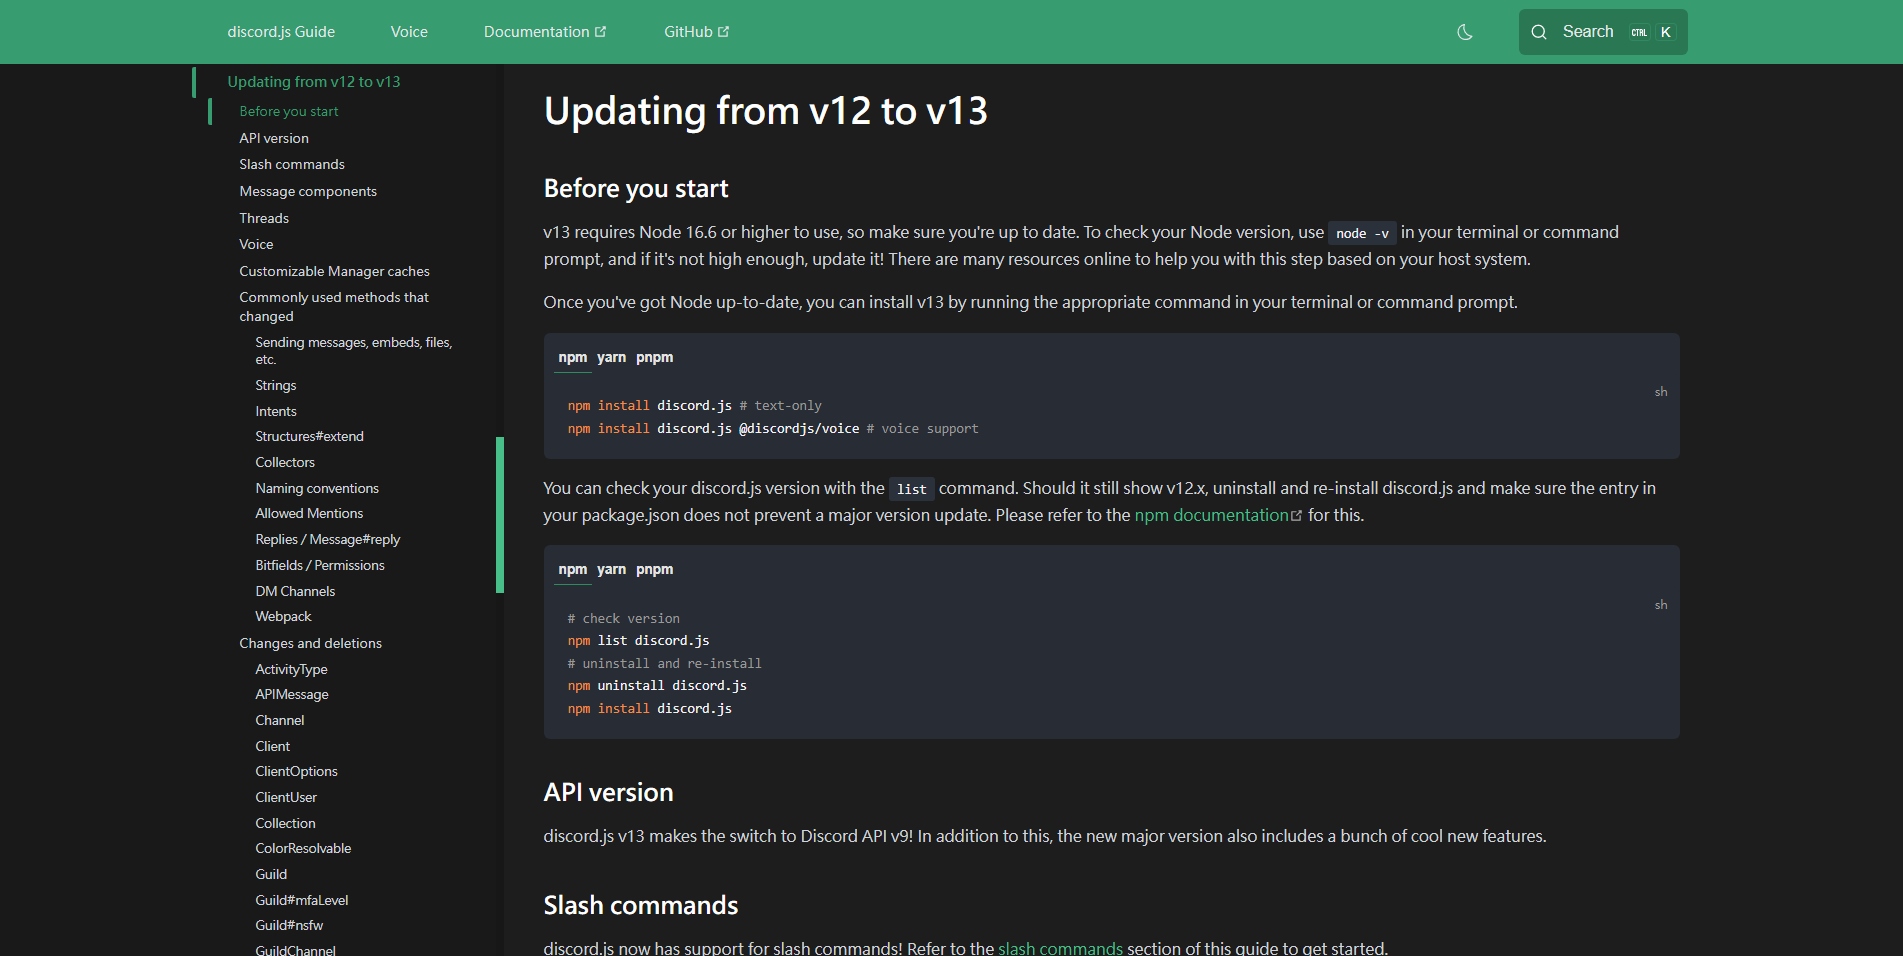 discord.js Guide Voice Documentation GitHub Search CTRL K
Updating from v12 to v13
Before you start
API version
Slash commands
Message components
Threads
Voice
Customizable Manager caches
Commonly used methods that
changed
Sending messages, embeds, files,
etc.
Strings
Intents
Structures#extend
Collectors
Naming conventions
Allowed Mentions
Replies / Message#reply
Bitfields / Permissions
DM Channels
Webpack
Changes and deletions
ActivityType
APIMessage
Channel
Client
ClientOptions
ClientUser
Collection
ColorResolvable
Guild
Guild#mfaLevel
Guild#nsfw
GuildChannel
Updating from v12 to v13
Before you start
v13 requires Node 16.6 or higher to use, so make sure you're up to date. To check your Node version, use node -v in your terminal or command
prompt, and if it's not high enough, update it! There are many resources online to help you with this step based on your host system.
Once you've got Node up-to-date, you can install v13 by running the appropriate command in your terminal or command prompt.
npm yarn pnpm
sh
npm install discord.js # text-only
npm install discord.js @discordjs/voice # voice support
You can check your discord.js version with the list command. Should it still show v12.x, uninstall and re-install discord.js and make sure the entry in
your package.json does not prevent a major version update. Please refer to the npm documentation for this.
npm yarn pnpm
sh
# check version
npm list discord.js
# uninstall and re-install
npm uninstall discord.js
npm install discord.js
API version
discord.js v13 makes the switch to Discord API v9! In addition to this, the new major version also includes a bunch of cool new features.
Slash commands
discord.js now has support for slash commands! Refer to the slash commands section of this guide to get started.